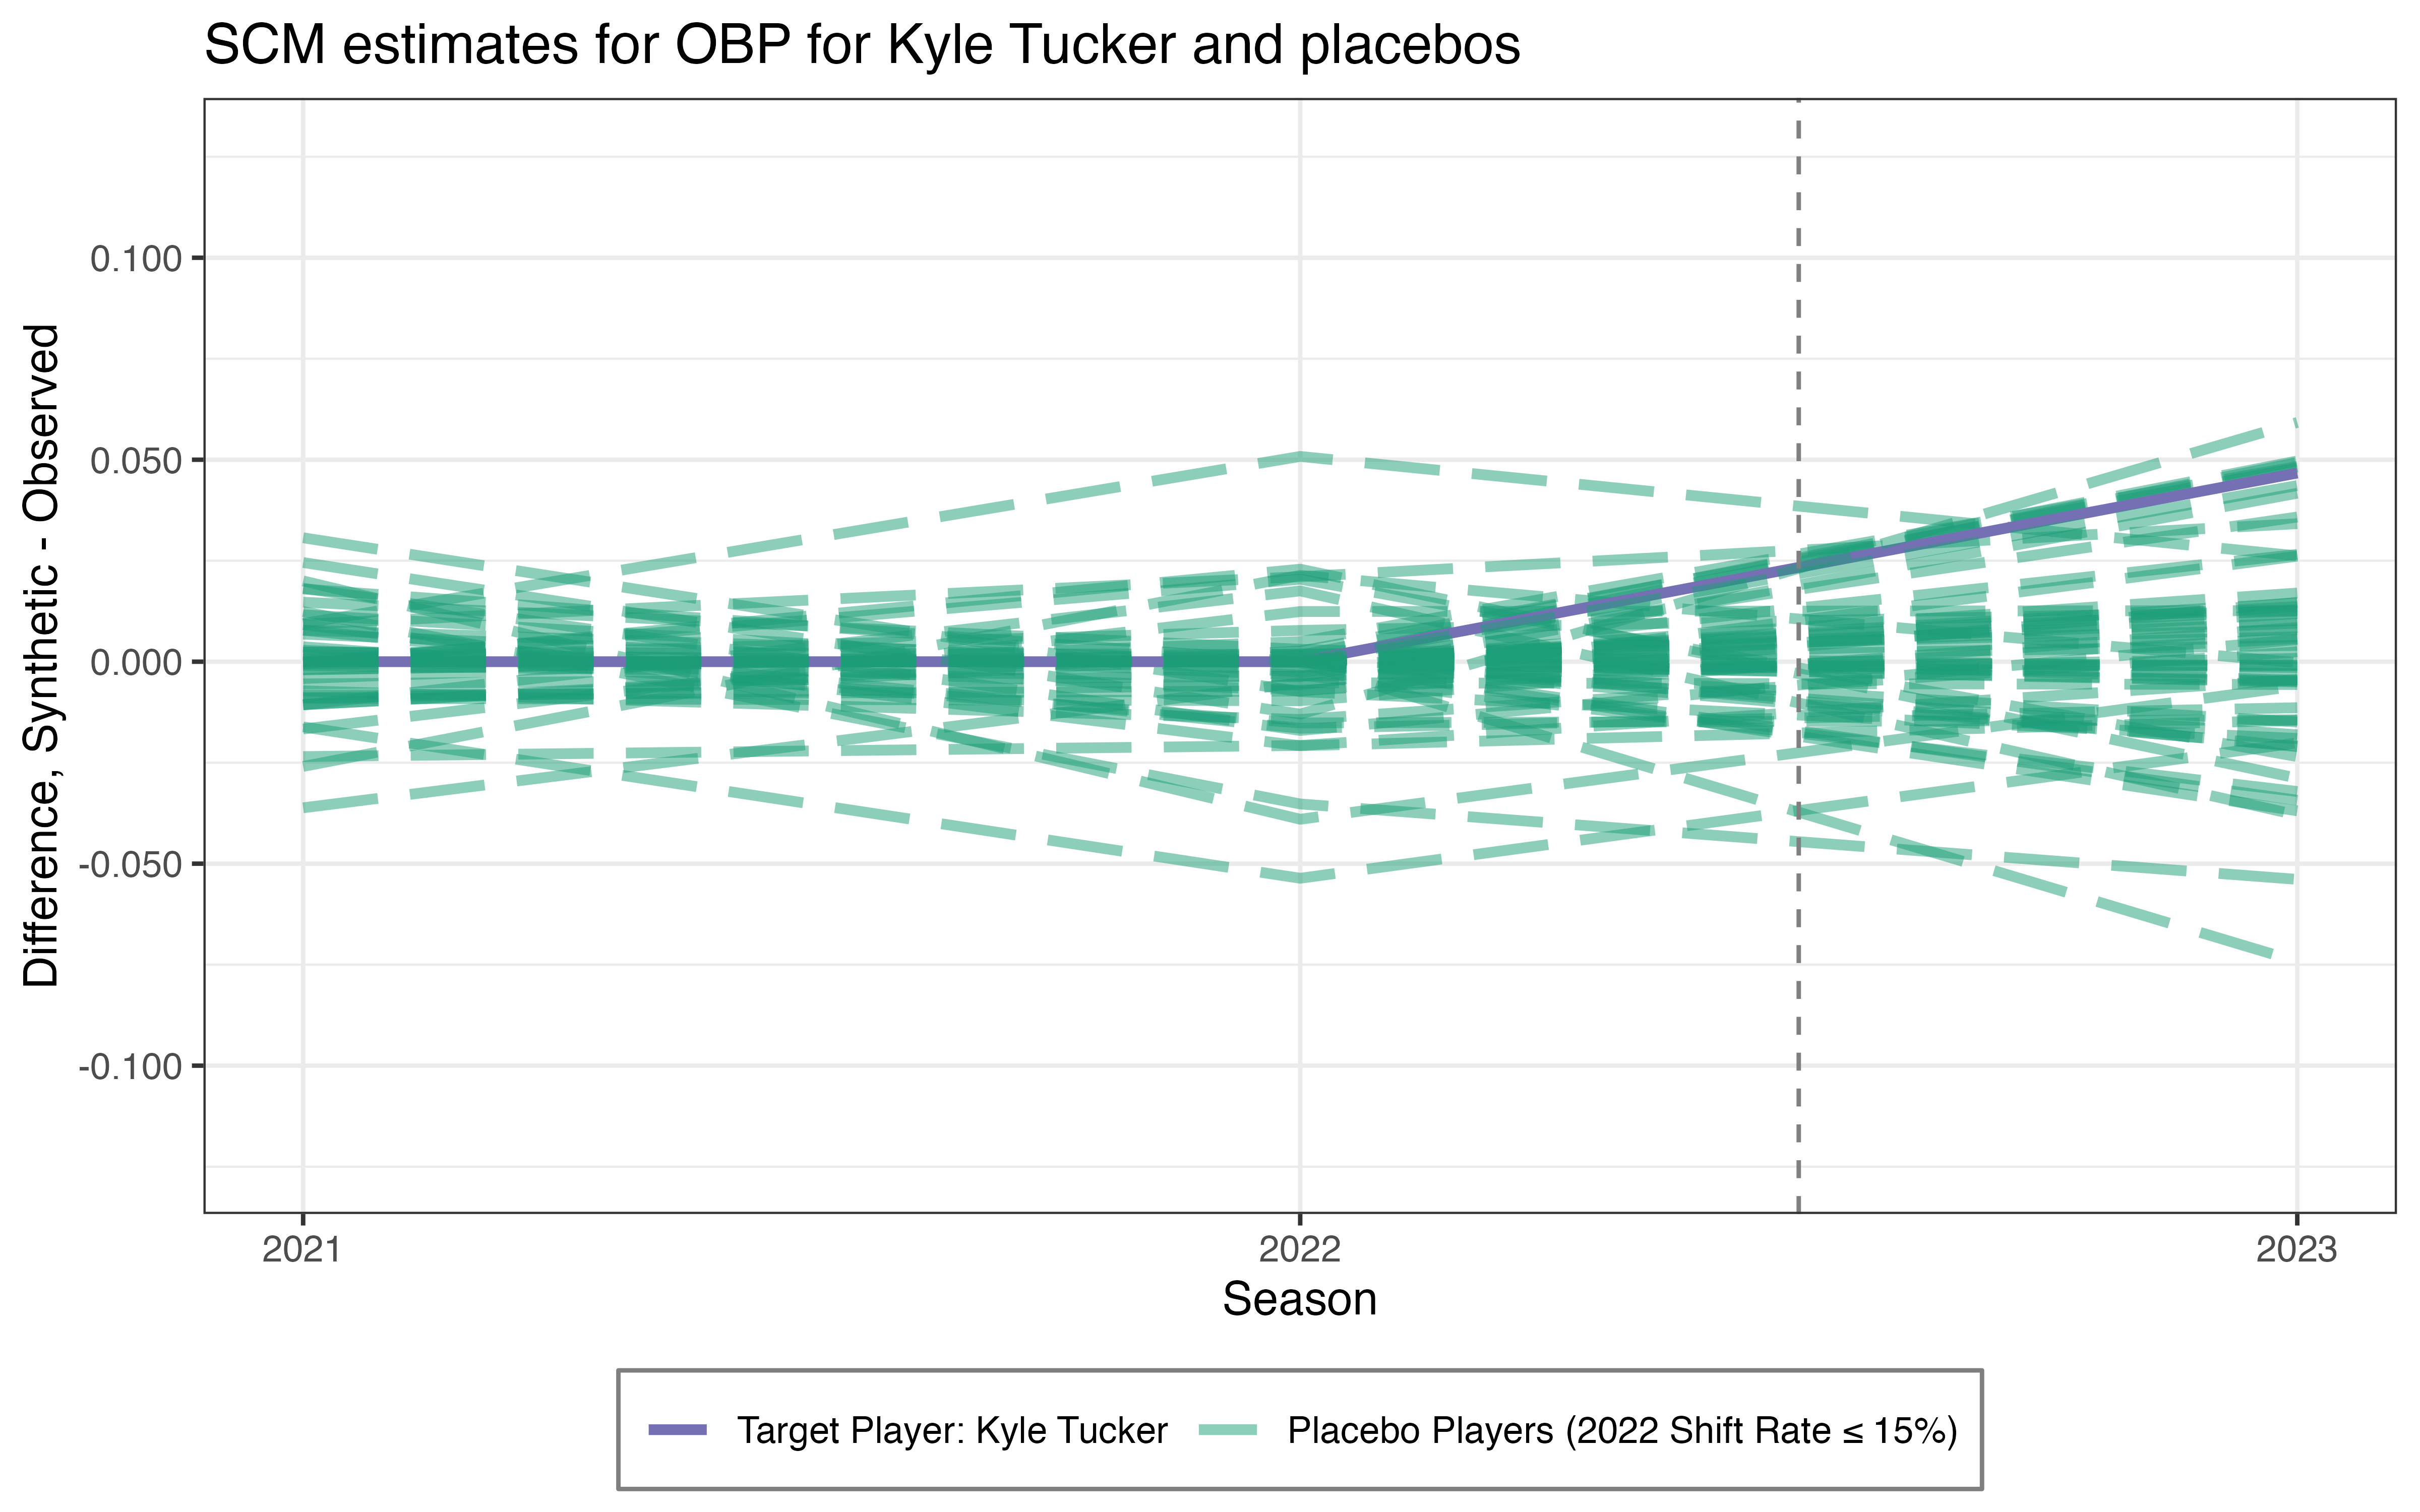 SCM estimates for OBP for Kyle Tucker and placebos
Difference, Synthetic - Observed
0.100
0.050
0.000
-0.050
-0.100
2021
2022
2023
Season
Target Player: Kyle Tucker
Placebo Players (2022 Shift Rate ≤ 15%)